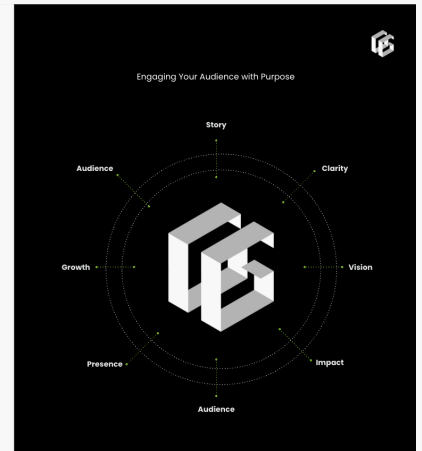 Engaging Your Audience with Purpose
Story
Audience
Clarity
Growth
Vision
Presence
Impact
Audience